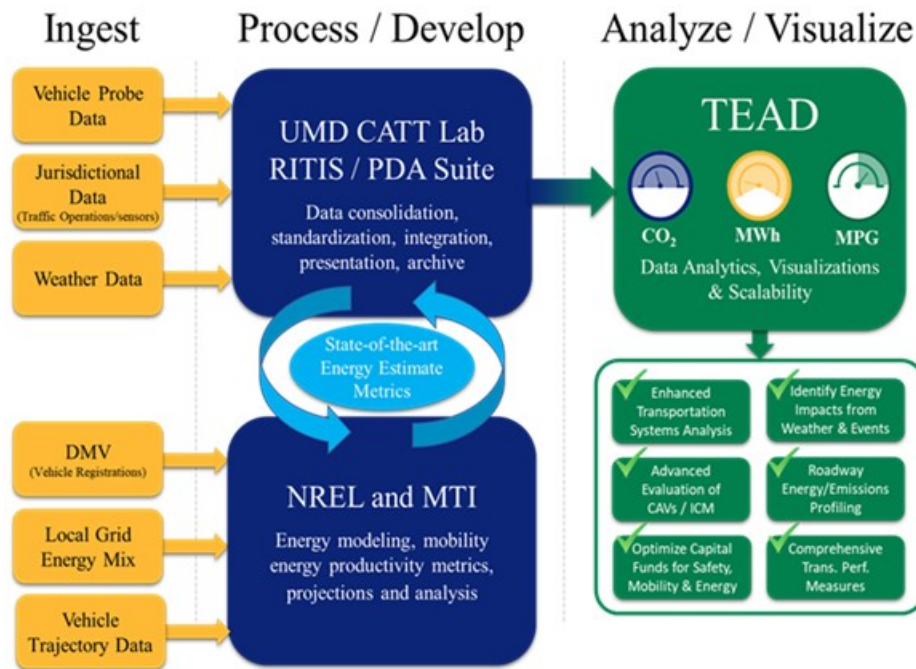 Ingest
Process / Develop
Analyze / Visualize
Vehicle Probe
Data
Jurisdictional
Data
(Traffic Operations/sensors)
Weather Data
UMD CATT Lab
RITIS / PDA Suite
Data consolidation,
standardization, integration,
presentation, archive
State-of-the-art
Energy Estimate
Metrics
DMV
(Vehicle Registrations)
Local Grid
Energy Mix
Vehicle
Trajectory Data
NREL and MTI
Energy modeling, mobility
energy productivity metrics,
projections and analysis
TEAD
CO₂
MWh
MPG
Data Analytics, Visualizations
& Scalability
Enhanced
Transportation
Systems Analysis
Identify Energy
Impacts from
Weather & Events
Advanced
Evaluation of
CAVs / ICM
Roadway
Energy/Emissions
Profiling
Optimize Capital
Funds for Safety,
Mobility & Energy
Comprehensive
Trans. Perf.
Measures